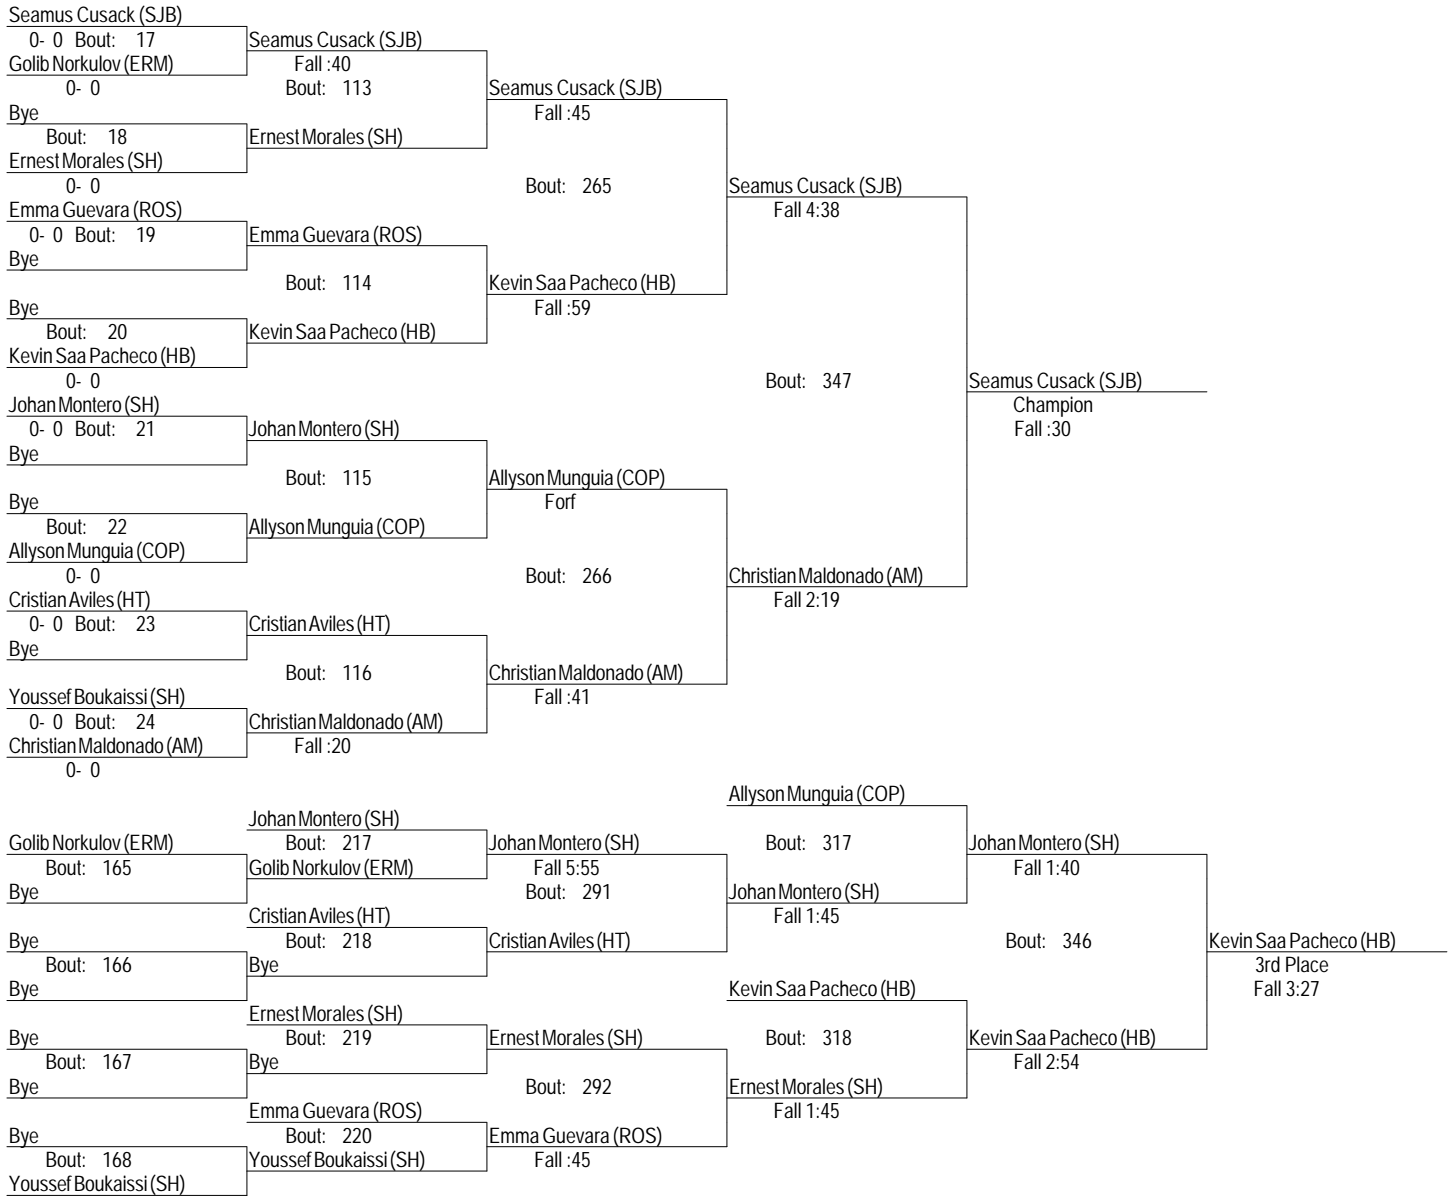 Seamus Cusack (SJB)
0- 0 Bout: 17
Golib Norkulov (ERM)
0- 0
Bye
Bout: 18
Ernest Morales (SH)
0- 0
Emma Guevara (ROS)
0- 0 Bout: 19
Bye
Bye
Bout: 20
Kevin Saa Pacheco (HB)
0- 0
Johan Montero (SH)
0- 0 Bout: 21
Bye
Bye
Bout: 22
Allyson Munguia (COP)
0- 0
Cristian Aviles (HT)
0- 0 Bout: 23
Bye
Youssef Boukaissi (SH)
0- 0 Bout: 24
Christian Maldonado (AM)
0- 0
Seamus Cusack (SJB)
Fall :40
Bout: 113
Ernest Morales (SH)
Emma Guevara (ROS)
Bout: 114
Kevin Saa Pacheco (HB)
Johan Montero (SH)
Bout: 115
Allyson Munguia (COP)
Cristian Aviles (HT)
Bout: 116
Christian Maldonado (AM)
Fall :20
Seamus Cusack (SJB)
Fall :45
Bout: 265
Kevin Saa Pacheco (HB)
Fall :59
Allyson Munguia (COP)
Forf
Bout: 266
Christian Maldonado (AM)
Fall :41
Seamus Cusack (SJB)
Fall 4:38
Bout: 347
Christian Maldonado (AM)
Fall 2:19
Seamus Cusack (SJB)
Champion
Fall :30
Golib Norkulov (ERM)
Bout: 165
Bye
Bye
Bout: 166
Bye
Bye
Bout: 167
Bye
Bye
Bout: 168
Youssef Boukaissi (SH)
Johan Montero (SH)
Bout: 217
Golib Norkulov (ERM)
Cristian Aviles (HT)
Bout: 218
Bye
Ernest Morales (SH)
Bout: 219
Bye
Emma Guevara (ROS)
Bout: 220
Youssef Boukaissi (SH)
Johan Montero (SH)
Fall 5:55
Bout: 291
Cristian Aviles (HT)
Ernest Morales (SH)
Bout: 292
Emma Guevara (ROS)
Fall :45
Allyson Munguia (COP)
Bout: 317
Johan Montero (SH)
Fall 1:45
Kevin Saa Pacheco (HB)
Bout: 318
Ernest Morales (SH)
Fall 1:45
Johan Montero (SH)
Fall 1:40
Bout: 346
Kevin Saa Pacheco (HB)
Fall 2:54
Kevin Saa Pacheco (HB)
3rd Place
Fall 3:27